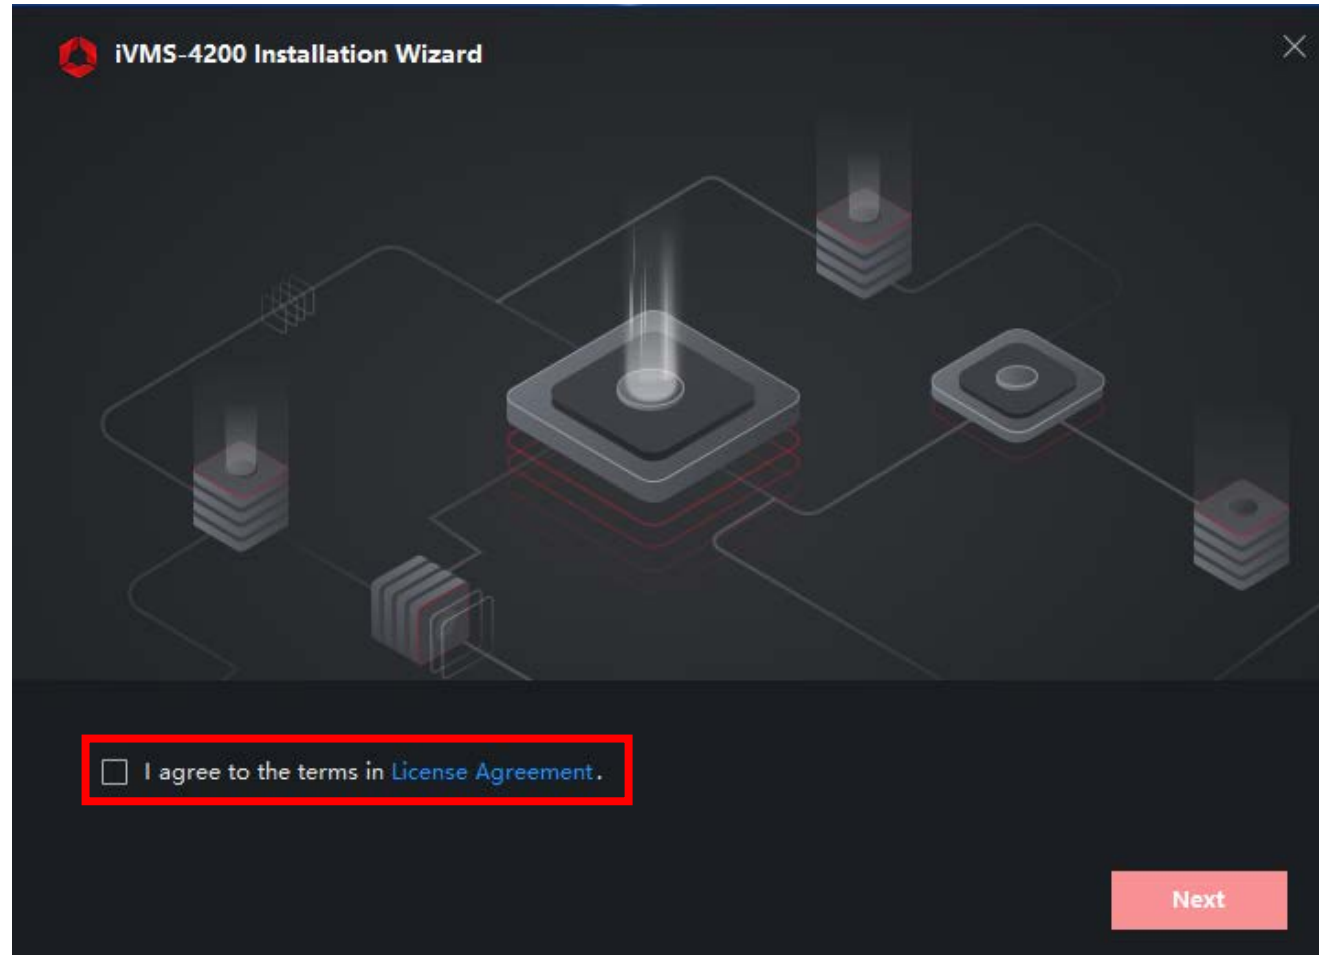 iVMS-4200 Installation Wizard
I agree to the terms in License Agreement.
Next